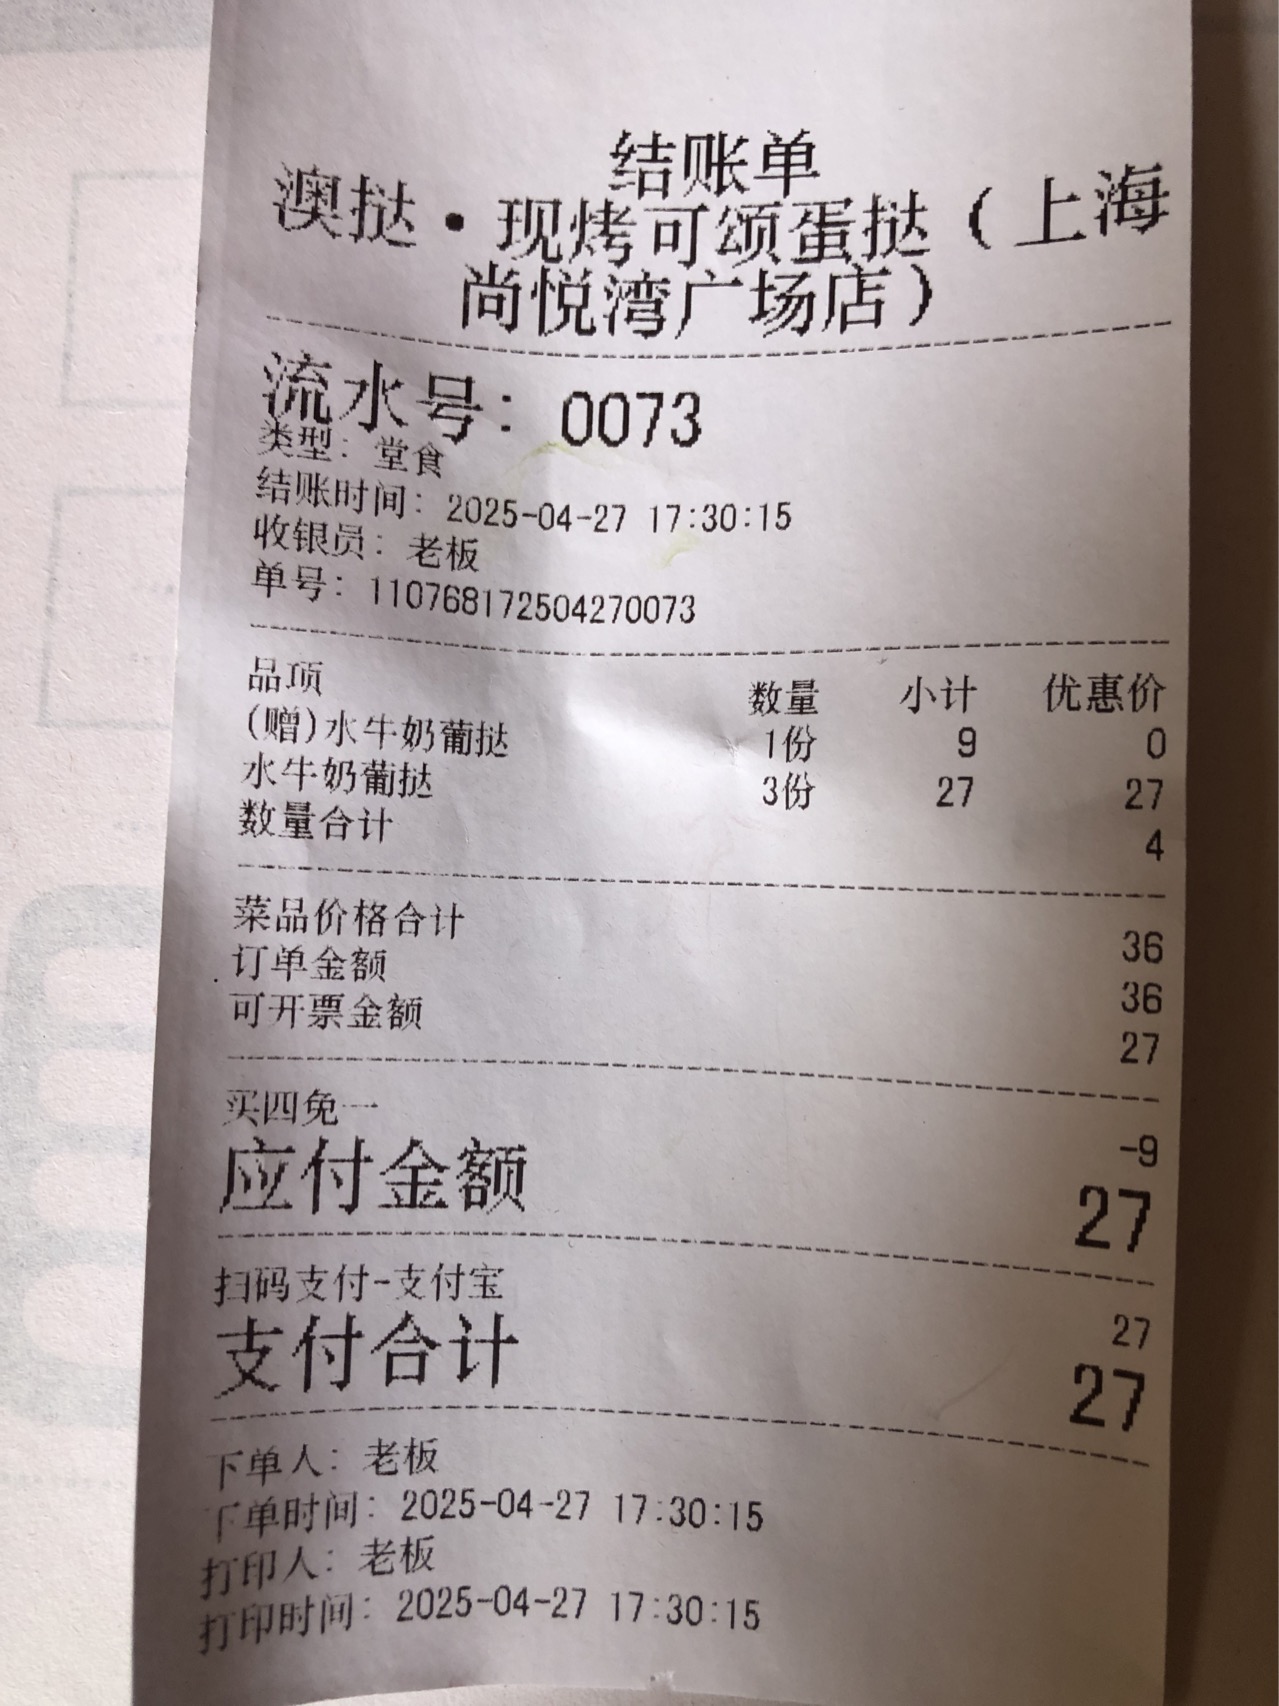 结账单
澳挞·现烤可颂蛋挞(上海
尚悦湾广场店)
流水号: 0073
类型: 堂食
结账时间: 2025-04-27 17:30:15
收银员: 老板
单号: 110768172504270073
品项 数量 小计 优惠价
(赠)水牛奶葡挞 1份 9 0
水牛奶葡挞 3份 27 27
数量合计 4
菜品价格合计 36
订单金额 36
可开票金额 27
买四免一 -9
应付金额 27
扫码支付-支付宝 27
支付合计 27
下单人: 老板
下单时间: 2025-04-27 17:30:15
打印人: 老板
打印时间: 2025-04-27 17:30:15